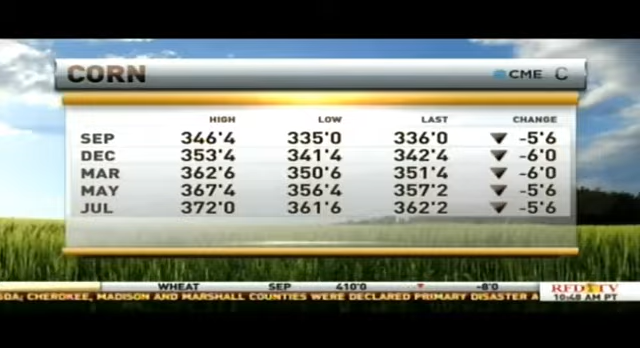 CORN CME C
HIGH LOW LAST CHANGE
SEP 346'4 335'0 336'0 ▼ -5'6
DEC 353'4 341'4 342'4 ▼ -6'0
MAR 362'6 350'6 351'4 ▼ -6'0
MAY 367'4 356'4 357'2 ▼ -5'6
JUL 372'0 361'6 362'2 ▼ -5'6
WHEAT SEP 410'0 ▼ -8'0
SDA; CHEROKEE, MADISON AND MARSHALL COUNTIES WERE DECLARED PRIMARY DISASTER A
RFD TV
10:48 AM PT